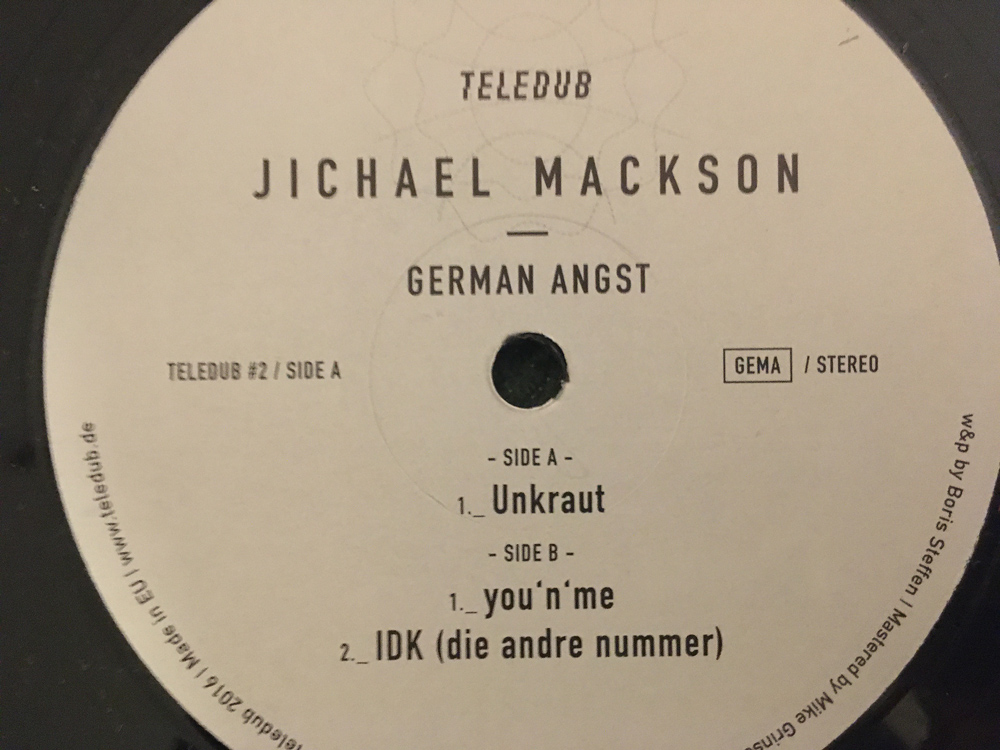 TELEDUB
JICHAEL MACKSON
GERMAN ANGST
TELEDUB #2 / SIDE A
GEMA / STEREO
- SIDE A -
1._ Unkraut
- SIDE B -
1._ you‘n‘me
2._ IDK (die andre nummer)
w&p by Boris Steffen | Mastered by Mike
Teledub 2016 | Made in EU | www.teledub.de